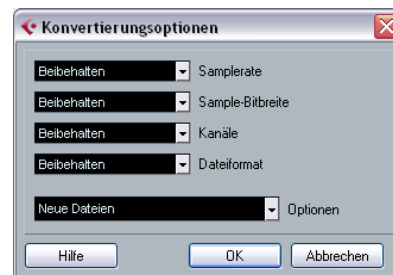 Konvertierungsoptionen
Beibehalten Samplerate
Beibehalten Sample-Bitbreite
Beibehalten Kanäle
Beibehalten Dateiformat
Neue Dateien Optionen
Hilfe OK Abbrechen